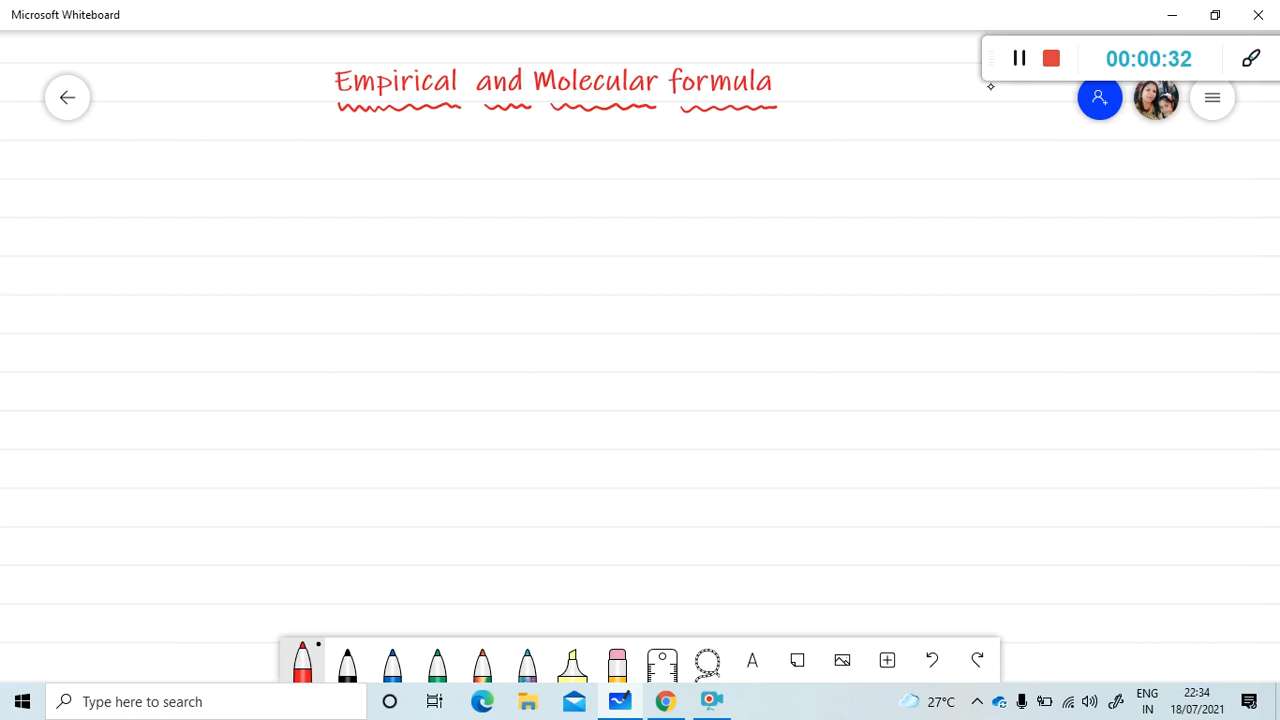 Microsoft Whiteboard
00:00:32
Empirical and Molecular formula
A
Type here to search
27°C
ENG
IN
22:34
18/07/2021